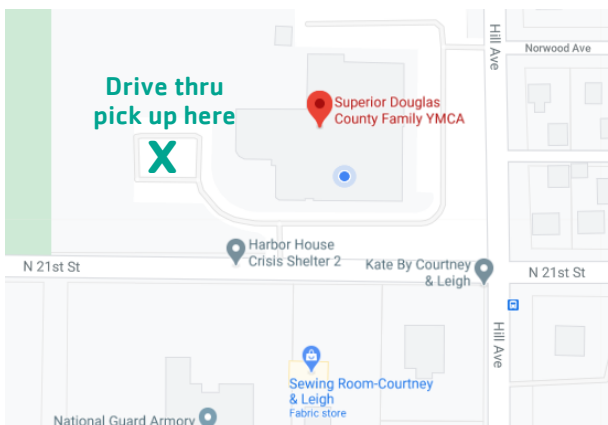 Hill Ave
Norwood Ave
Drive thru
pick up here
X
Superior Douglas
County Family YMCA
Harbor House
Crisis Shelter 2
Kate By Courtney
& Leigh
N 21st St
N 21st St
Hill Ave
Sewing Room-Courtney
& Leigh
Fabric store
National Guard Armory